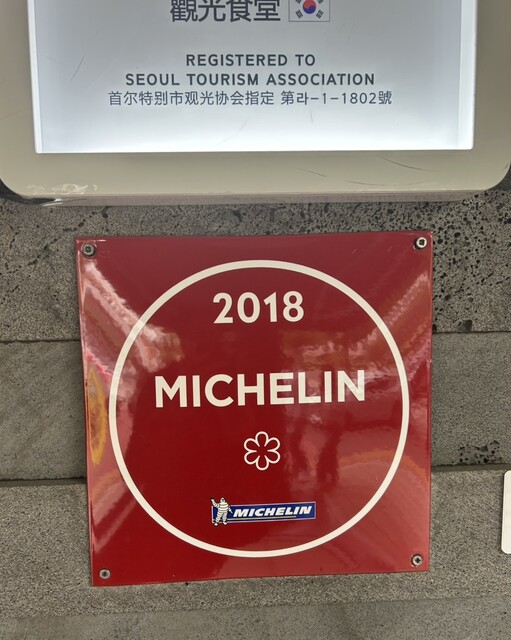 觀光食堂
REGISTERED TO
SEOUL TOURISM ASSOCIATION
首尔特别市观光协会指定 第라-1-1802號
2018
MICHELIN
MICHELIN